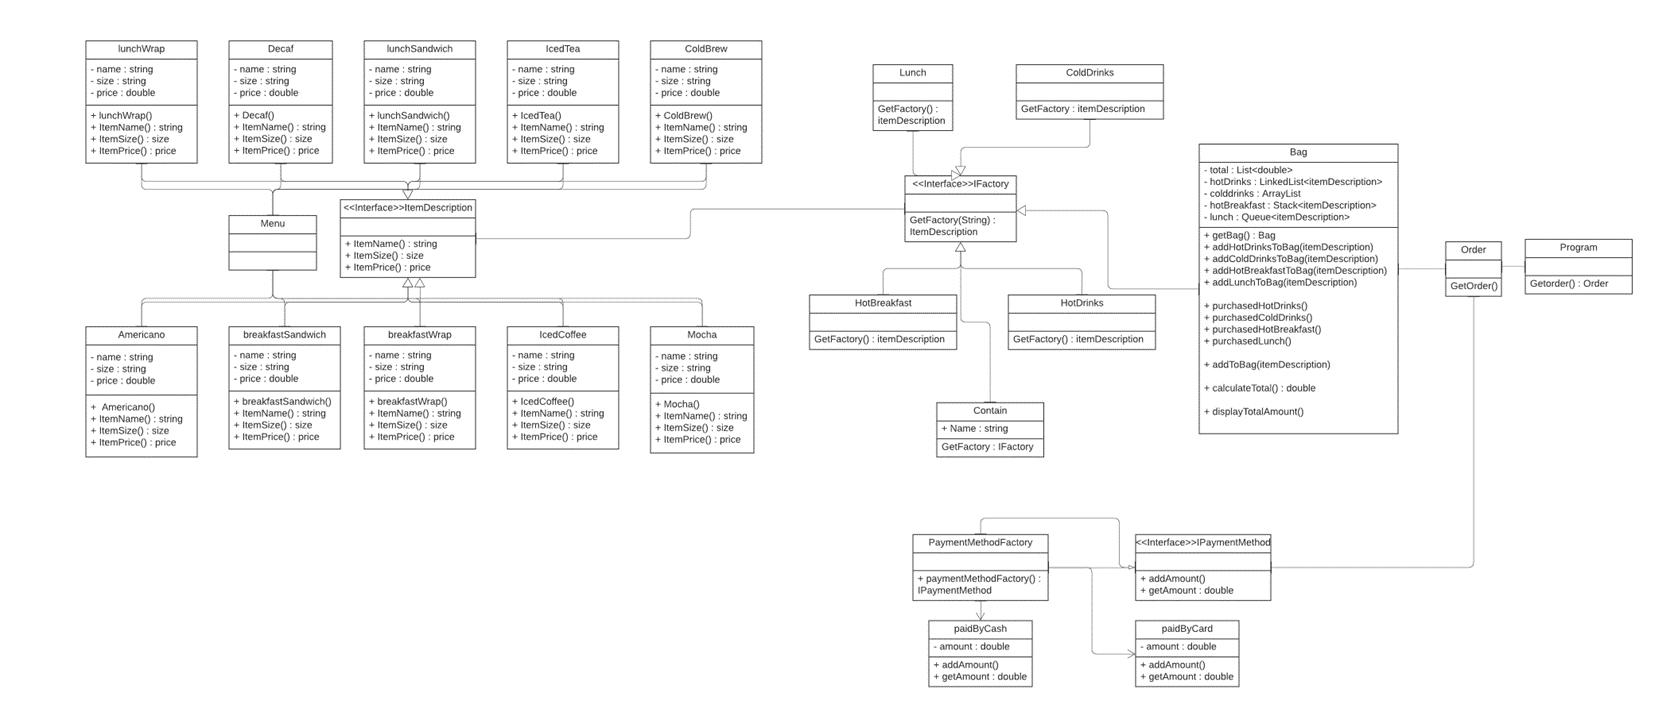 lunchWrap
- name : string
- size : string
- price : double
+ lunchWrap()
+ ItemName() : string
+ ItemSize() : size
+ ItemPrice() : price
Decaf
- name : string
- size : string
- price : double
+ Decaf()
+ ItemName() : string
+ ItemSize() : size
+ ItemPrice() : price
lunchSandwich
- name : string
- size : string
- price : double
+ lunchSandwich()
+ ItemName() : string
+ ItemSize() : size
+ ItemPrice() : price
IcedTea
- name : string
- size : string
- price : double
+ IcedTea()
+ ItemName() : string
+ ItemSize() : size
+ ItemPrice() : price
ColdBrew
- name : string
- size : string
- price : double
+ ColdBrew()
+ ItemName() : string
+ ItemSize() : size
+ ItemPrice() : price
Menu
<<Interface>>ItemDescription
+ ItemName() : string
+ ItemSize() : size
+ ItemPrice() : price
Americano
- name : string
- size : string
- price : double
+ Americano()
+ ItemName() : string
+ ItemSize() : size
+ ItemPrice() : price
breakfastSandwich
- name : string
- size : string
- price : double
+ breakfastSandwich()
+ ItemName() : string
+ ItemSize() : size
+ ItemPrice() : price
breakfastWrap
- name : string
- size : string
- price : double
+ breakfastWrap()
+ ItemName() : string
+ ItemSize() : size
+ ItemPrice() : price
IcedCoffee
- name : string
- size : string
- price : double
+ IcedCoffee()
+ ItemName() : string
+ ItemSize() : size
+ ItemPrice() : price
Mocha
- name : string
- size : string
- price : double
+ Mocha()
+ ItemName() : string
+ ItemSize() : size
+ ItemPrice() : price
Lunch
GetFactory() :
itemDescription
ColdDrinks
GetFactory : itemDescription
<<Interface>>IFactory
GetFactory(String) :
ItemDescription
HotBreakfast
GetFactory() : itemDescription
HotDrinks
GetFactory() : itemDescription
Contain
+ Name : string
GetFactory : IFactory
Bag
- total : List<double>
- hotDrinks : LinkedList<itemDescription>
- colddrinks : ArrayList
- hotBreakfast : Stack<itemDescription>
- lunch : Queue<itemDescription>
+ getBag() : Bag
+ addHotDrinksToBag(itemDescription)
+ addColdDrinksToBag(itemDescription)
+ addHotBreakfastToBag(itemDescription)
+ addLunchToBag(itemDescription)
+ purchasedHotDrinks()
+ purchasedColdDrinks()
+ purchasedHotBreakfast()
+ purchasedLunch()
+ addToBag(itemDescription)
+ calculateTotal() : double
+ displayTotalAmount()
Order
GetOrder()
Program
Getorder() : Order
PaymentMethodFactory
+ paymentMethodFactory() :
IPaymentMethod
<<Interface>>IPaymentMethod
+ addAmount()
+ getAmount : double
paidByCash
- amount : double
+ addAmount()
+ getAmount : double
paidByCard
- amount : double
+ addAmount()
+ getAmount : double